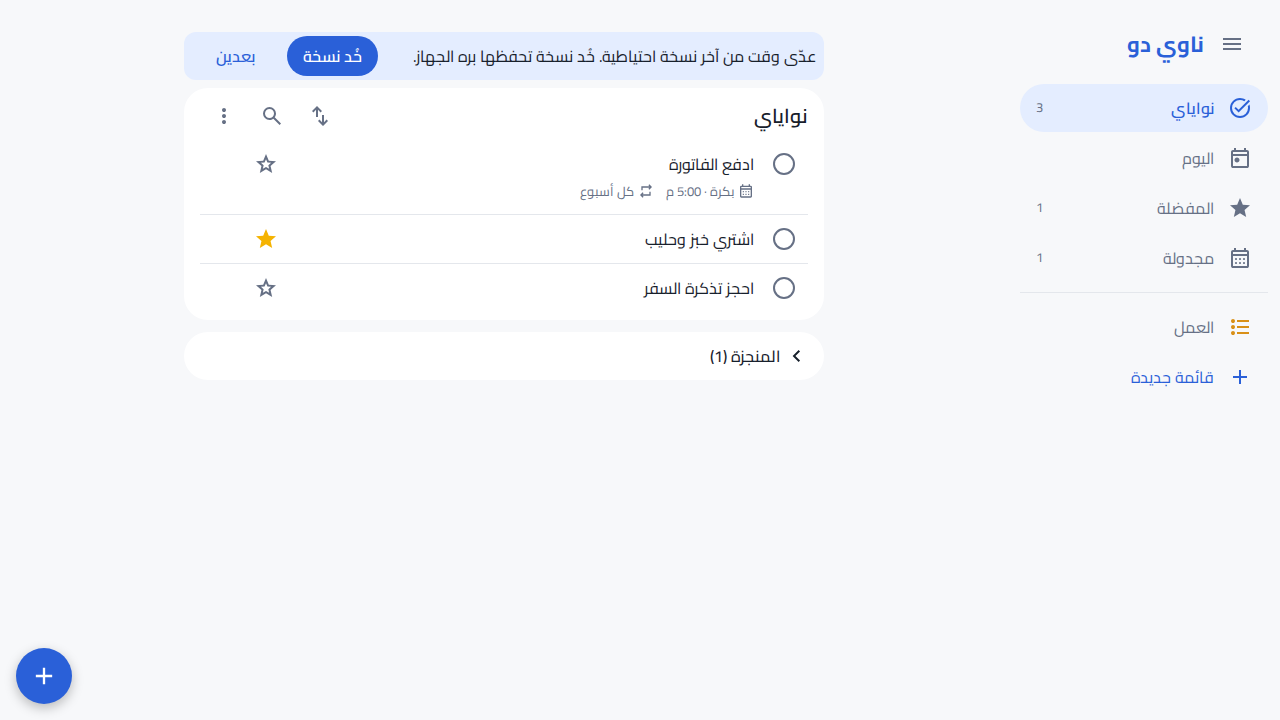 ناوي دو
نواياي 3
اليوم
المفضلة 1
مجدولة 1
العمل
قائمة جديدة
عدّى وقت من آخر نسخة احتياطية. خُد نسخة تحفظها بره الجهاز.
خُد نسخة
بعدين
نواياي
ادفع الفاتورة
بكرة · 5:00 م كل أسبوع
اشتري خبز وحليب
احجز تذكرة السفر
المنجزة (1)